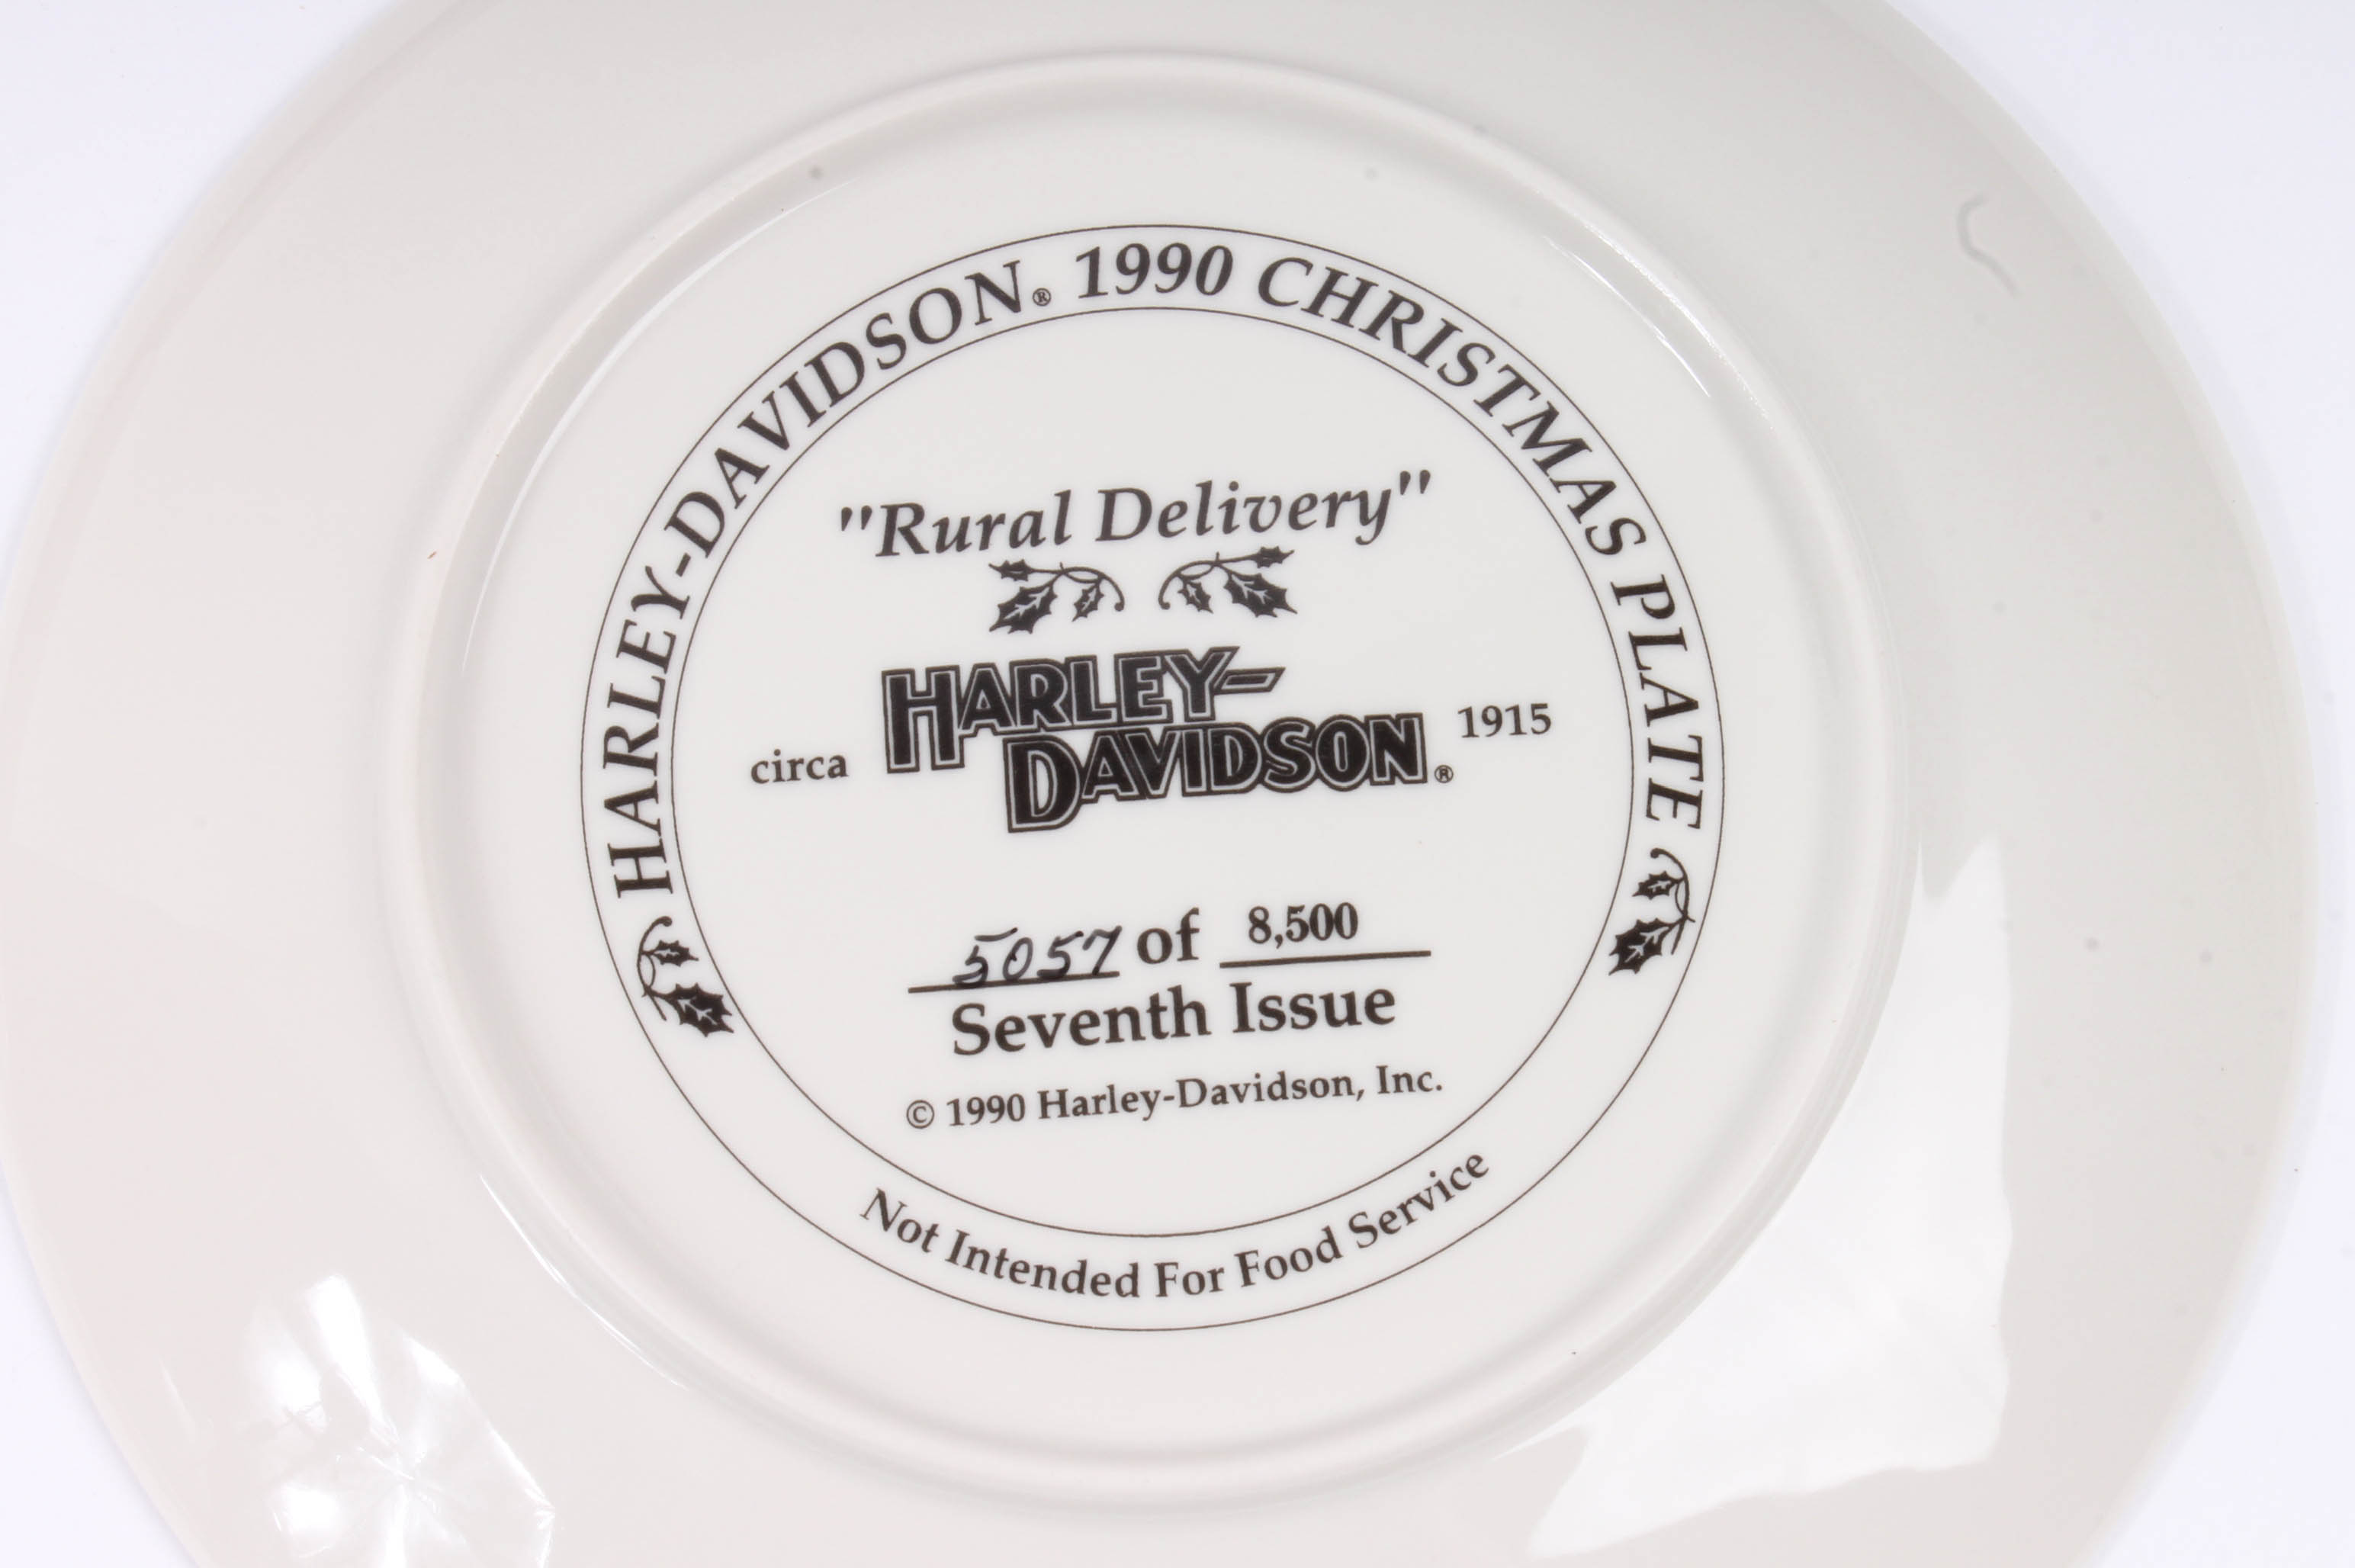 HARLEY-DAVIDSON® 1990 CHRISTMAS PLATE
"Rural Delivery"
circa HARLEY-DAVIDSON® 1915
5057 of 8,500
Seventh Issue
© 1990 Harley-Davidson, Inc.
Not Intended For Food Service